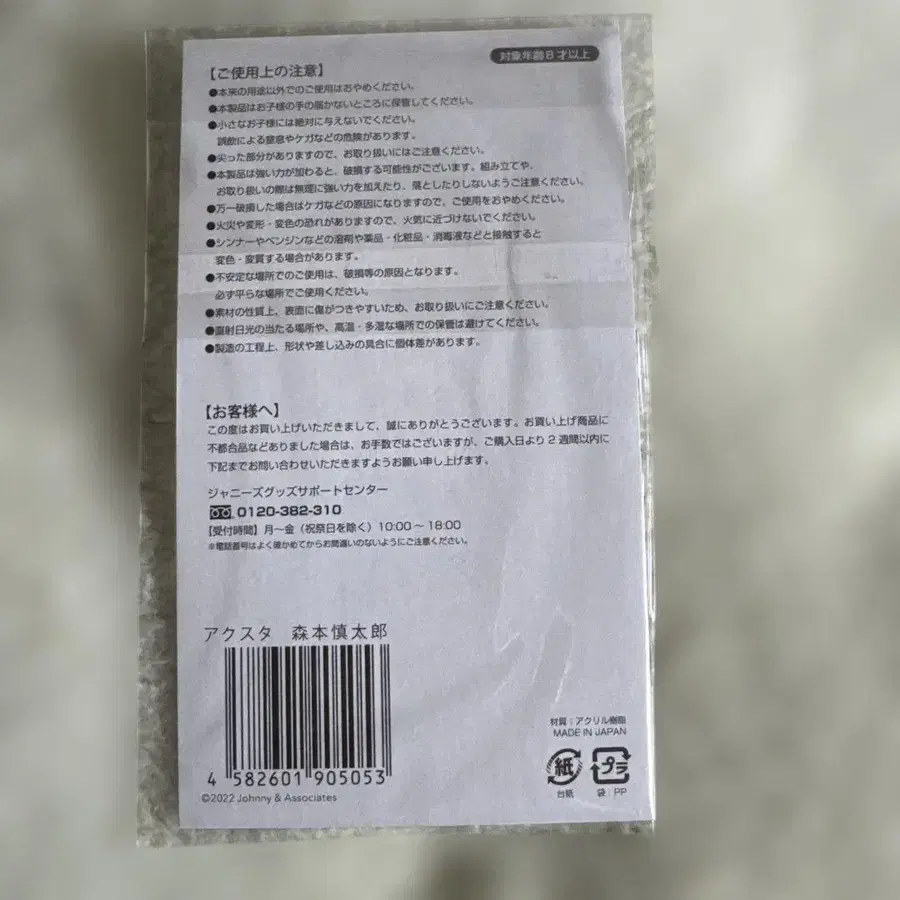 対象年齢8才以上
【ご使用上の注意】
●本来の用途以外でのご使用はおやめください。
●本製品はお子様の手の届かないところに保管してください。
●小さなお子様には絶対に与えないでください。
誤飲による窒息やケガなどの危険があります。
●尖った部分がありますので、お取り扱いにはご注意ください。
●本製品は強い力が加わると、破損する可能性がございます。組み立てや、
お取り扱いの際は無理に強い力を加えたり、落としたりしないようご注意ください。
●万一破損した場合はケガなどの原因になりますので、ご使用をおやめください。
●火災や変形・変色の恐れがありますので、火気に近づけないでください。
●シンナーやベンジンなどの溶剤や薬品・化粧品・消毒液などと接触すると
変色・変質する場合があります。
●不安定な場所でのご使用は、破損等の原因となります。
必ず平らな場所でご使用ください。
●素材の性質上、表面に傷がつきやすいため、お取り扱いにご注意ください。
●直射日光の当たる場所や、高温・多湿な場所での保管は避けてください。
●製造の工程上、形状や差し込みの具合に個体差があります。
【お客様へ】
この度はお買い上げいただきまして、誠にありがとうございます。お買い上げ商品に
不都合品などありました場合は、お手数ではございますが、ご購入日より2週間以内に
下記までお問い合わせいただきますようお願い申し上げます。
ジャニーズグッズサポートセンター
0120-382-310
【受付時間】月～金（祝祭日を除く）10:00～18:00
※電話番号はよく確かめてからお間違いのないようにご注意ください。
アクスタ 森本慎太郎
4 582601 905053
©2022 Johnny & Associates
材質：アクリル樹脂
MADE IN JAPAN
紙
プラ
台紙
袋：PP